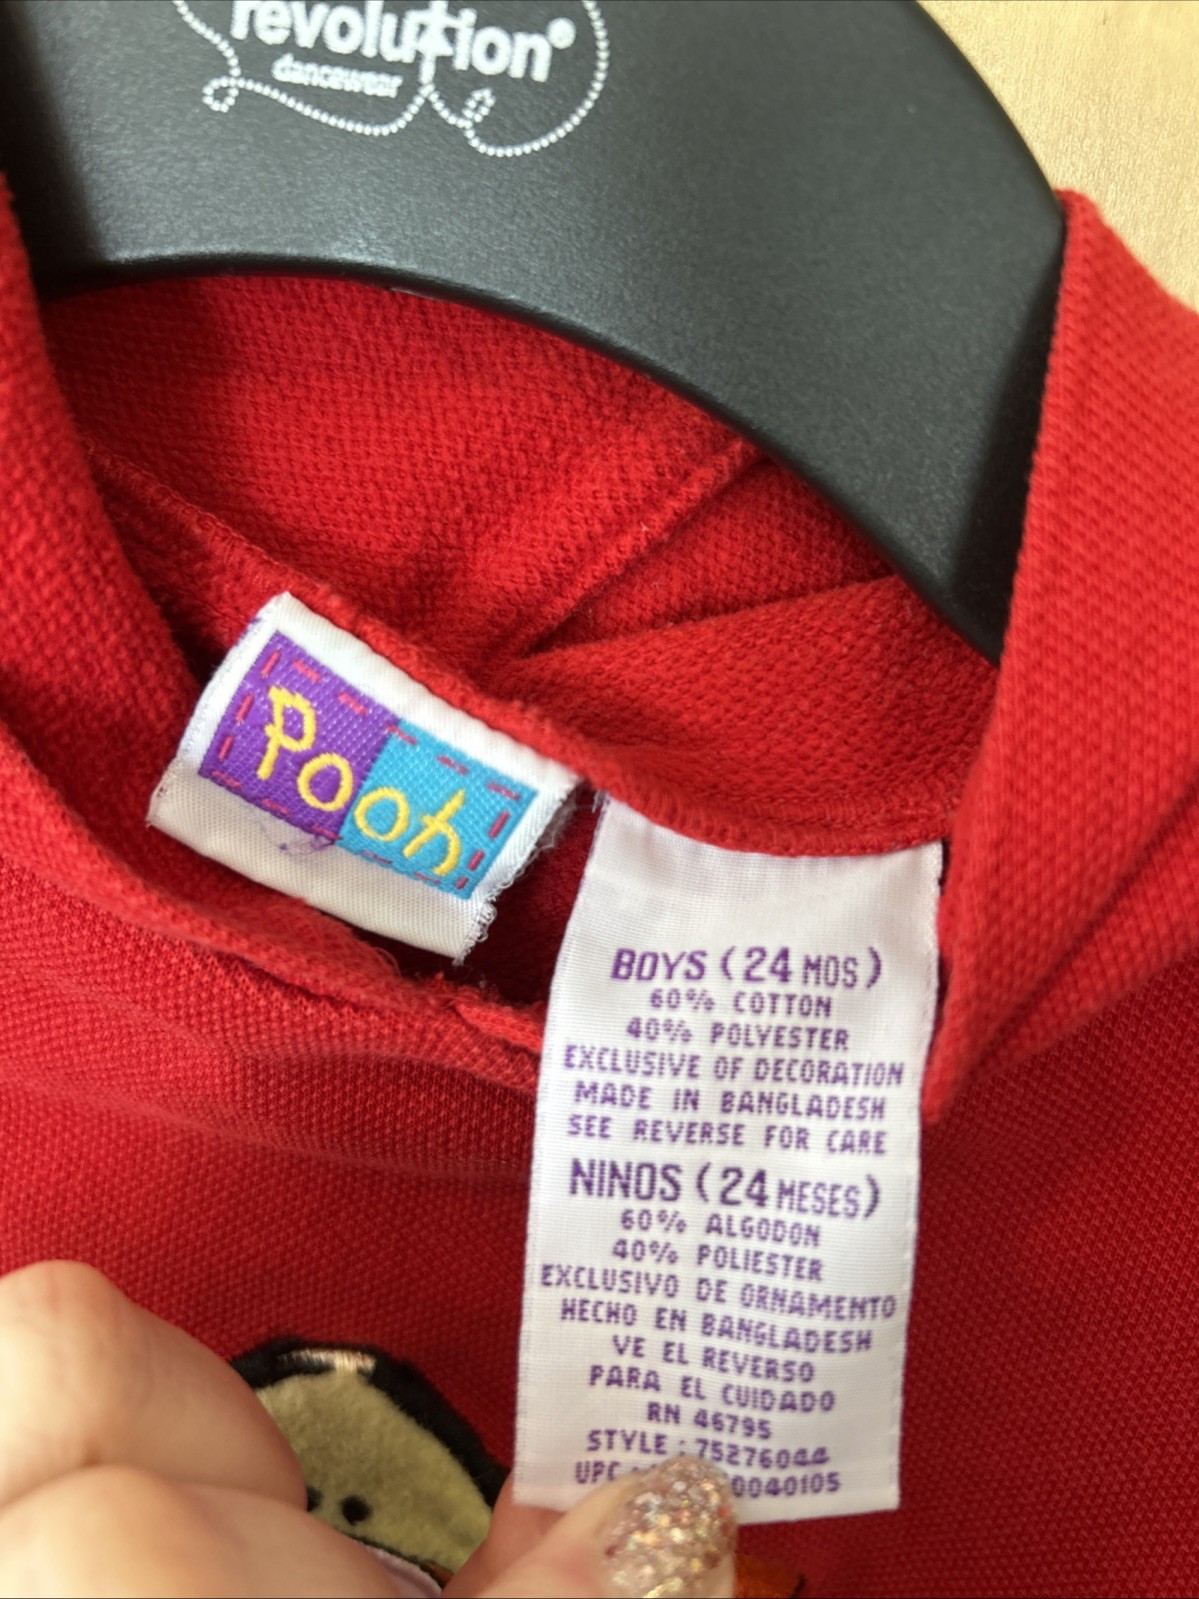 revolution®
dancewear
Pooh
BOYS (24 MOS)
60% COTTON
40% POLYESTER
EXCLUSIVE OF DECORATION
MADE IN BANGLADESH
SEE REVERSE FOR CARE
NINOS (24 MESES)
60% ALGODON
40% POLIESTER
EXCLUSIVO DE ORNAMENTO
HECHO EN BANGLADESH
VE EL REVERSO
PARA EL CUIDADO
RN 46795
STYLE : 75276044
UPC 0040105